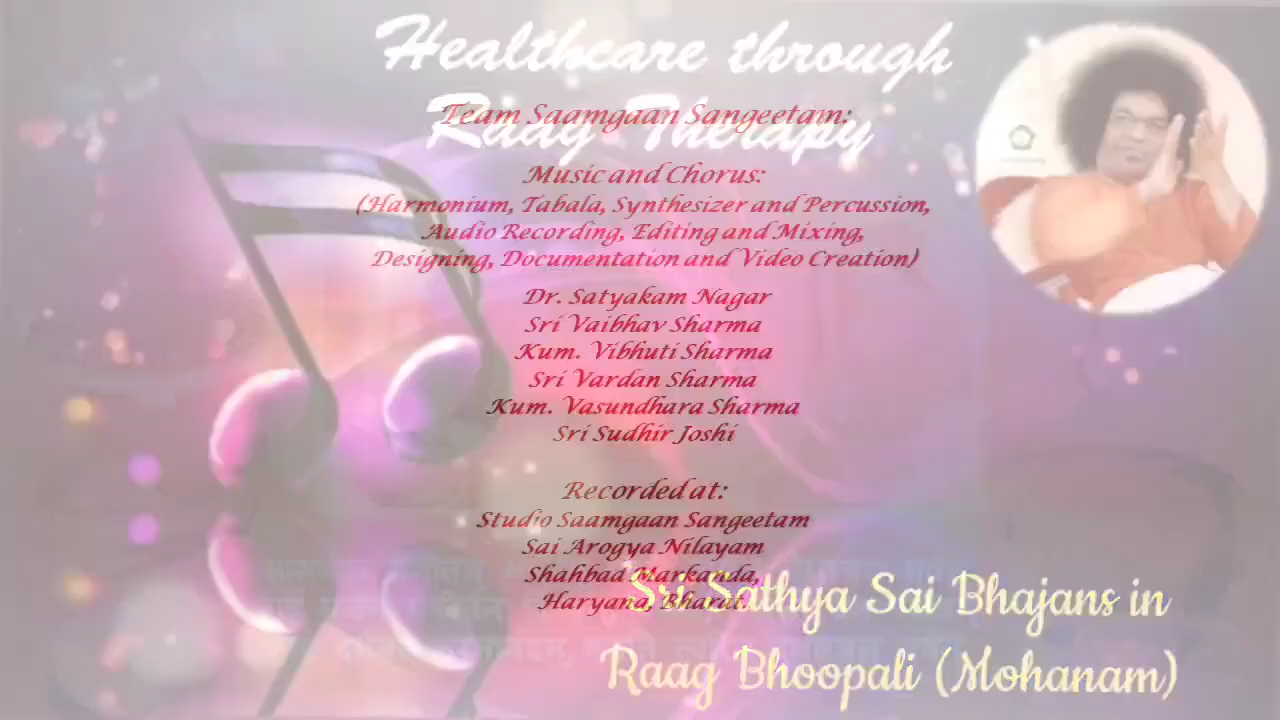 Healthcare through
Raag Therapy
Team Saamgaan Sangeetam:
Music and Chorus:
(Harmonium, Tabala, Synthesizer and Percussion,
Audio Recording, Editing and Mixing,
Designing, Documentation and Video Creation)
Dr. Satyakam Nagar
Sri Vaibhav Sharma
Kum. Vibhuti Sharma
Sri Vardan Sharma
Kum. Vasundhara Sharma
Sri Sudhir Joshi
Recorded at:
Studio Saamgaan Sangeetam
Sai Arogya Nilayam
Shahbad Markanda,
Haryana, Bharat.
Sri Sathya Sai Bhajans in
Raag Bhoopali (Mohanam)